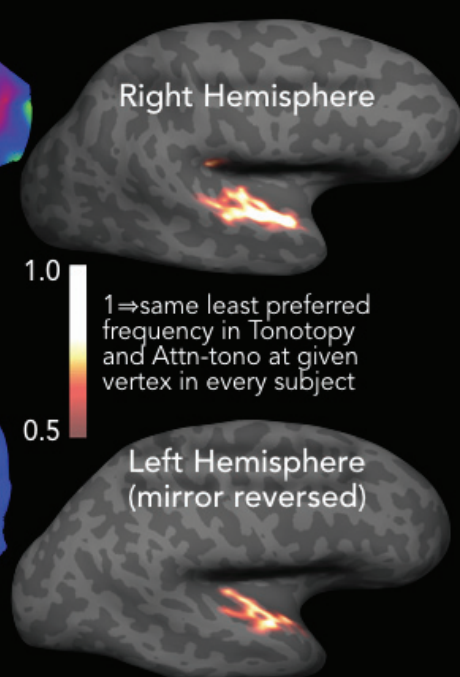 Right Hemisphere
1.0
1⇒same least preferred
frequency in Tonotopy
and Attn-tono at given
vertex in every subject
0.5
Left Hemisphere
(mirror reversed)